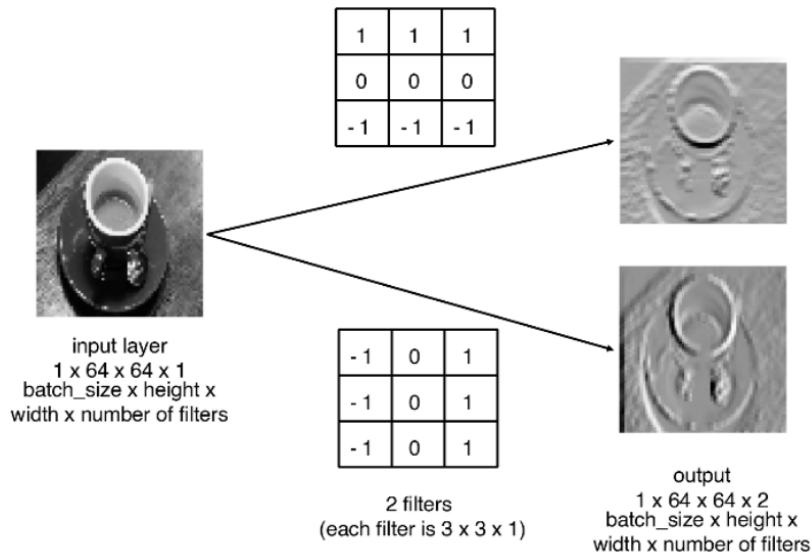 1 1 1
0 0 0
-1 -1 -1
input layer
1 x 64 x 64 x 1
batch_size x height x
width x number of filters
-1 0 1
-1 0 1
-1 0 1
2 filters
(each filter is 3 x 3 x 1)
output
1 x 64 x 64 x 2
batch_size x height x
width x number of filters